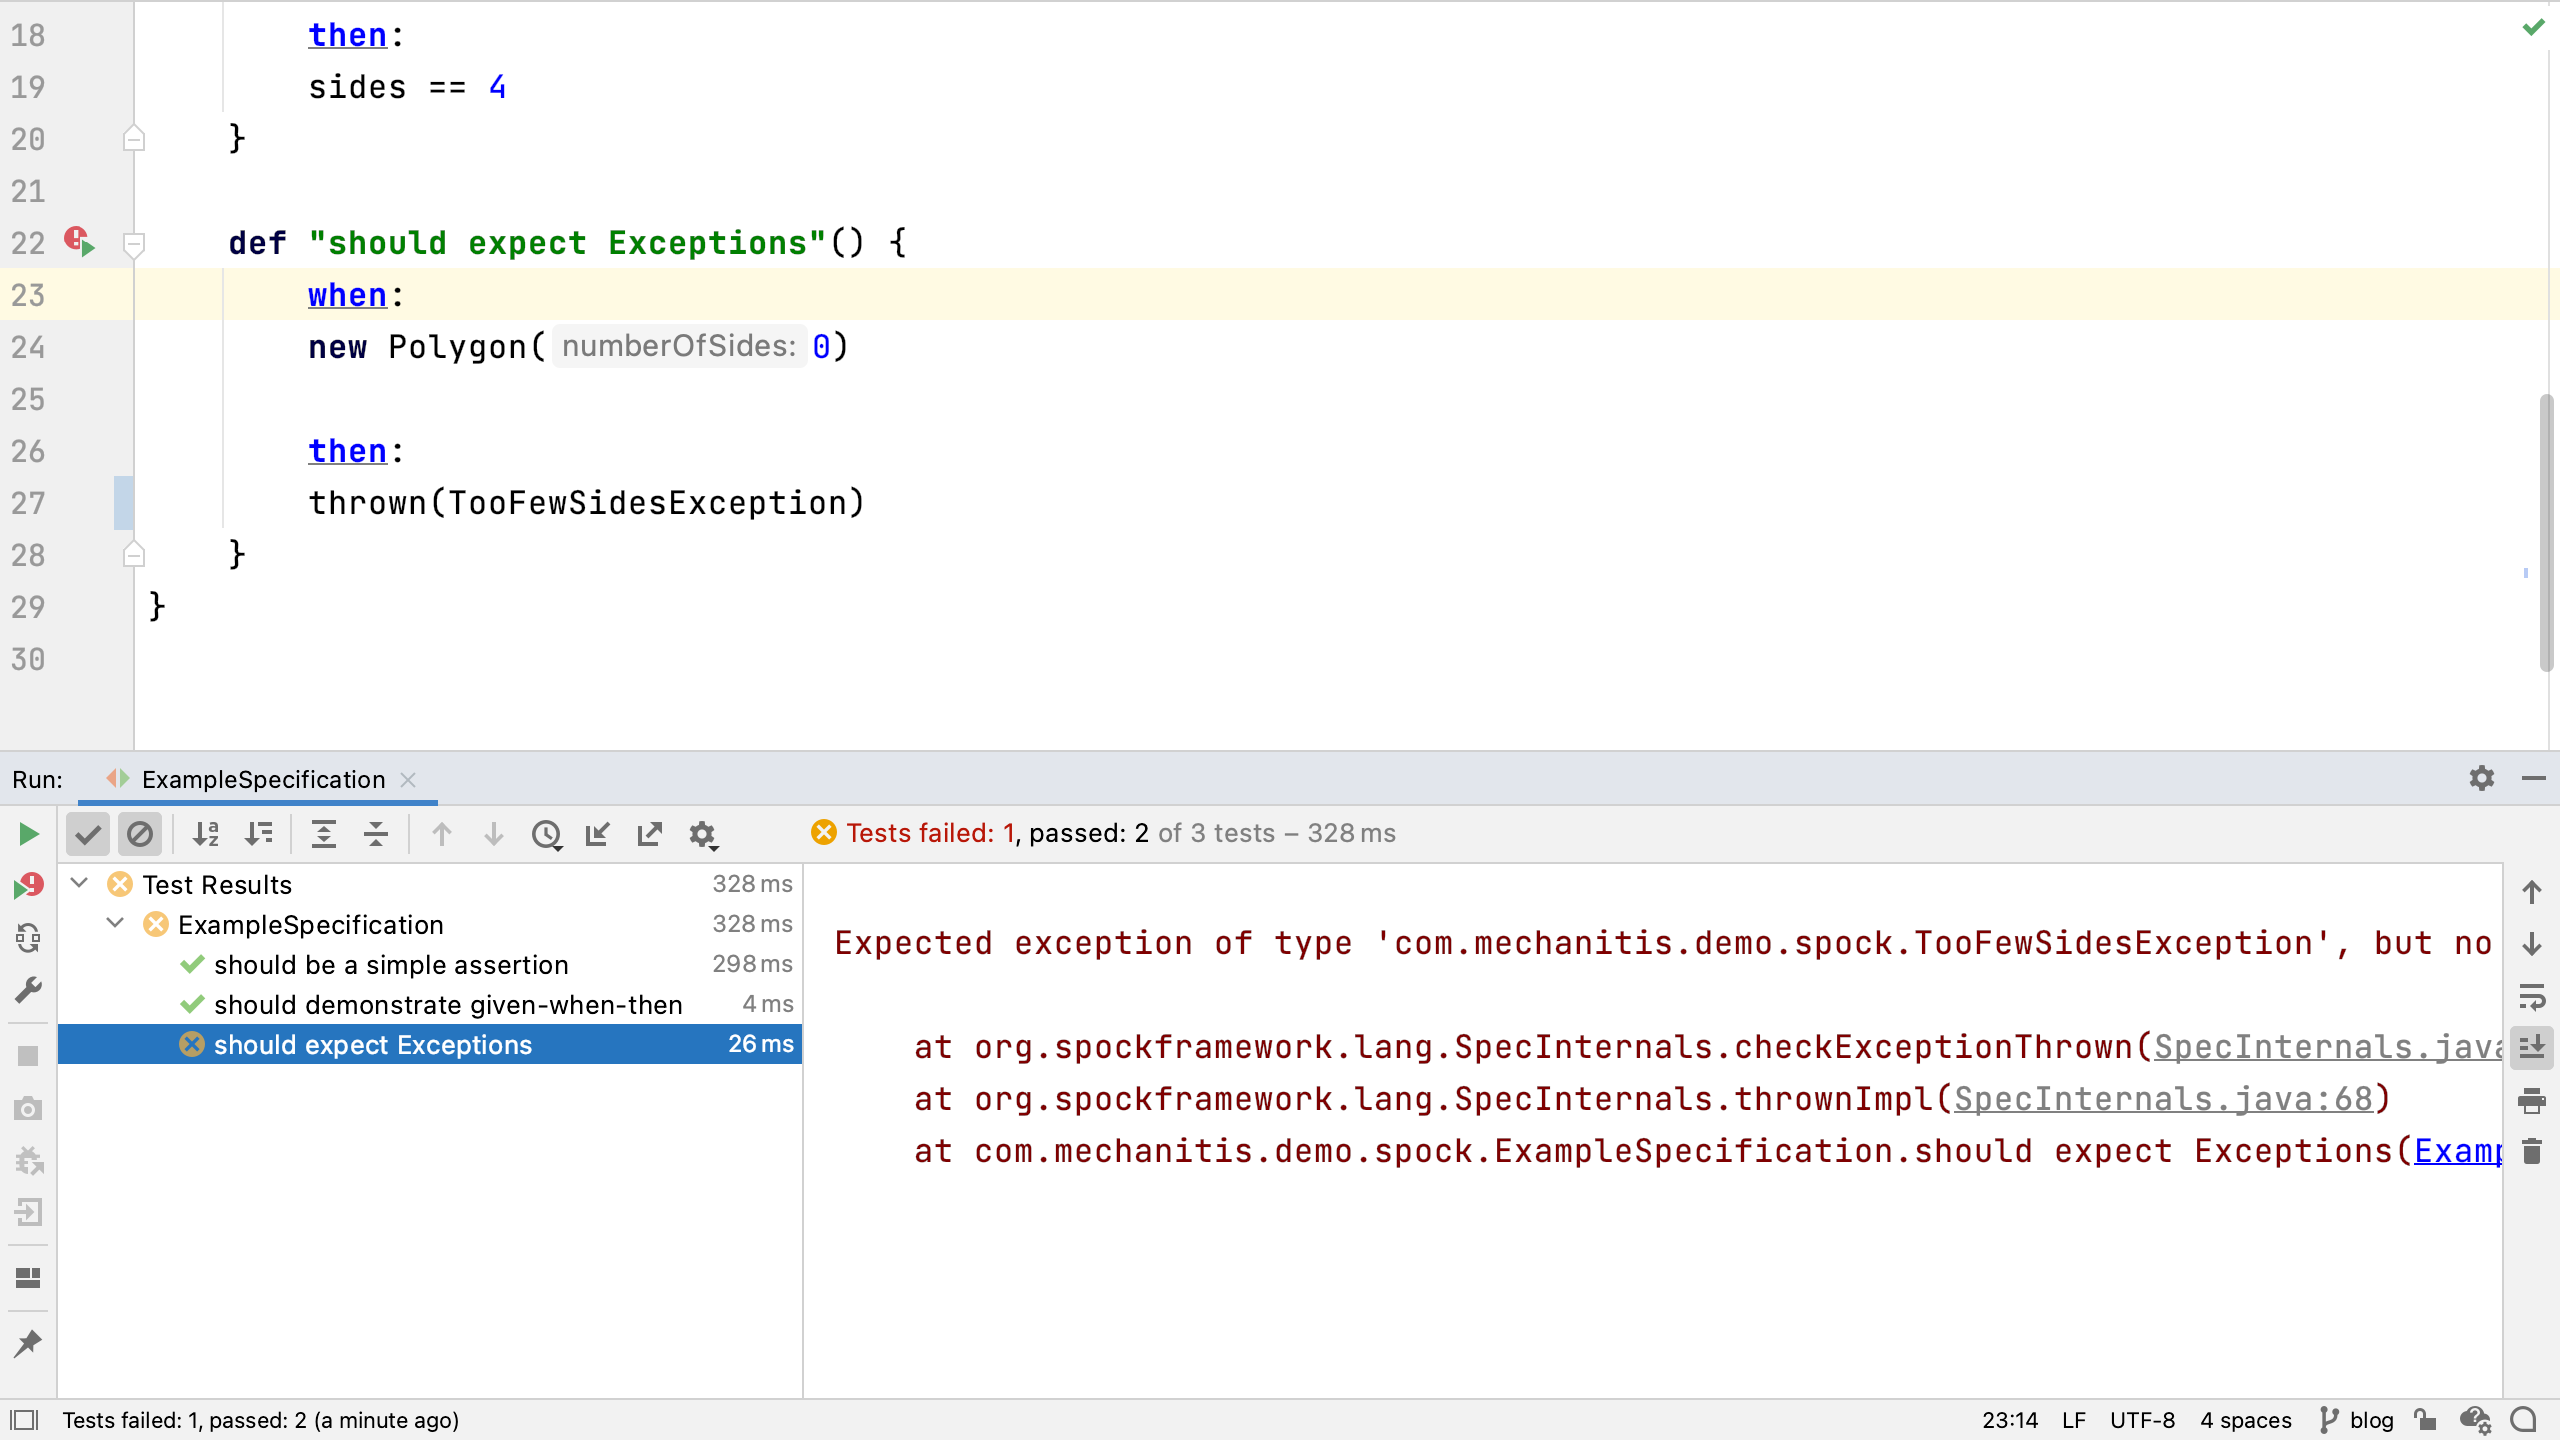 18 then:
19 sides == 4
20 }
21
22 def "should expect Exceptions"() {
23 when:
24 new Polygon( numberOfSides: 0)
25
26 then:
27 thrown(TooFewSidesException)
28 }
29 }
30
Run: ExampleSpecification
Tests failed: 1, passed: 2 of 3 tests – 328 ms
Test Results 328 ms
ExampleSpecification 328 ms
should be a simple assertion 298 ms
should demonstrate given-when-then 4 ms
should expect Exceptions 26 ms
Expected exception of type 'com.mechanitis.demo.spock.TooFewSidesException', but no
at org.spockframework.lang.SpecInternals.checkExceptionThrown(SpecInternals.java
at org.spockframework.lang.SpecInternals.thrownImpl(SpecInternals.java:68)
at com.mechanitis.demo.spock.ExampleSpecification.should expect Exceptions(Examp
Tests failed: 1, passed: 2 (a minute ago)
23:14 LF UTF-8 4 spaces blog